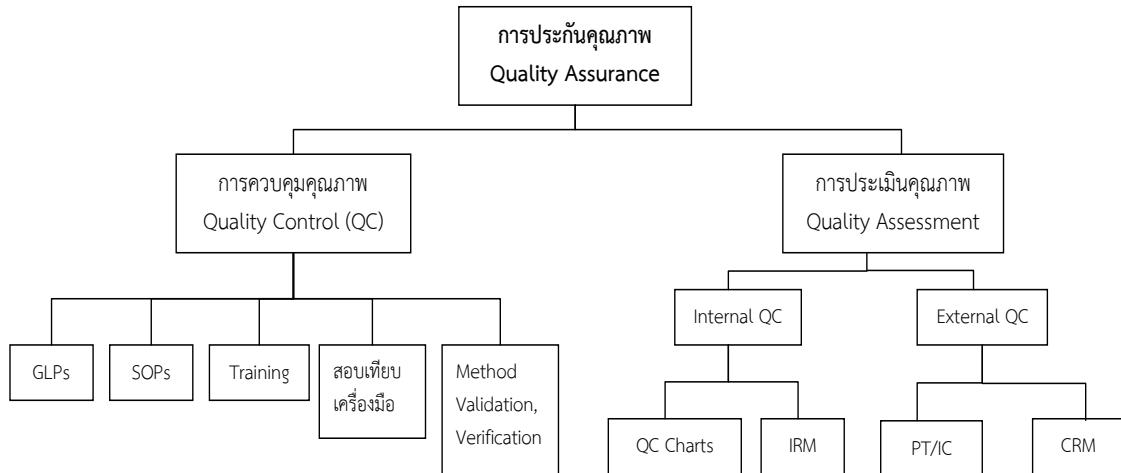 การประกันคุณภาพ
Quality Assurance
การควบคุมคุณภาพ
Quality Control (QC)
การประเมินคุณภาพ
Quality Assessment
Internal QC
External QC
GLPs
SOPs
Training
สอบเทียบ
เครื่องมือ
Method
Validation,
Verification
QC Charts
IRM
PT/IC
CRM